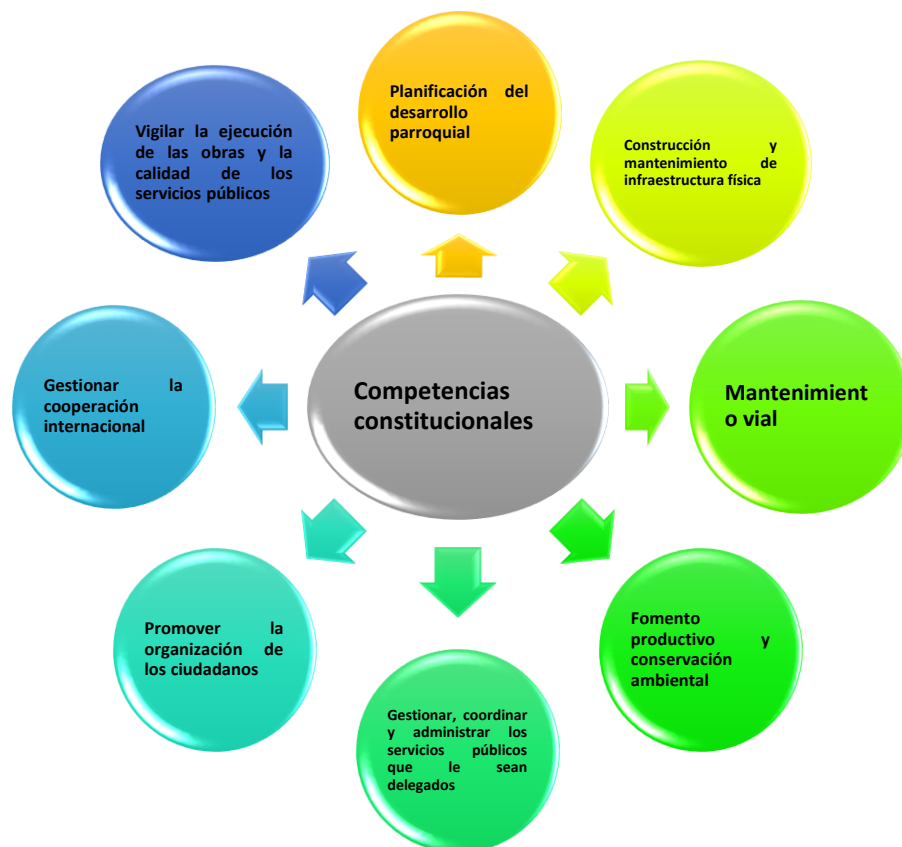 Planificación del
desarrollo
parroquial
Construcción y
mantenimiento de
infraestructura física
Mantenimient
o vial
Fomento
productivo y
conservación
ambiental
Gestionar, coordinar
y administrar los
servicios públicos
que le sean
delegados
Promover la
organización de
los ciudadanos
Gestionar la
cooperación
internacional
Vigilar la ejecución
de las obras y la
calidad de los
servicios públicos
Competencias
constitucionales